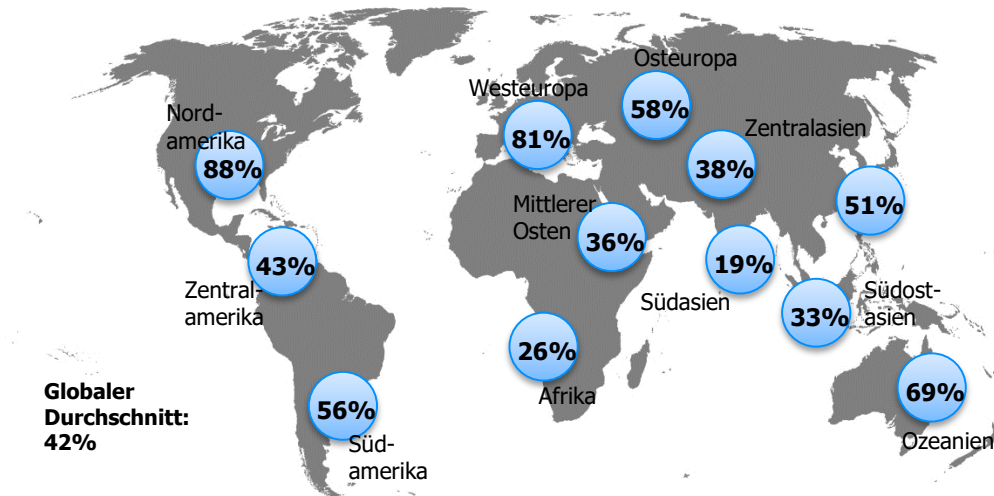 Osteuropa
58%
Westeuropa
81%
Nord-
amerika
88%
Zentralasien
38%
51%
Mittlerer
Osten
36%
19%
Südasien
43%
Zentral-
amerika
Südost-
asien
33%
26%
Afrika
69%
Ozeanien
56%
Süd-
amerika
Globaler
Durchschnitt:
42%